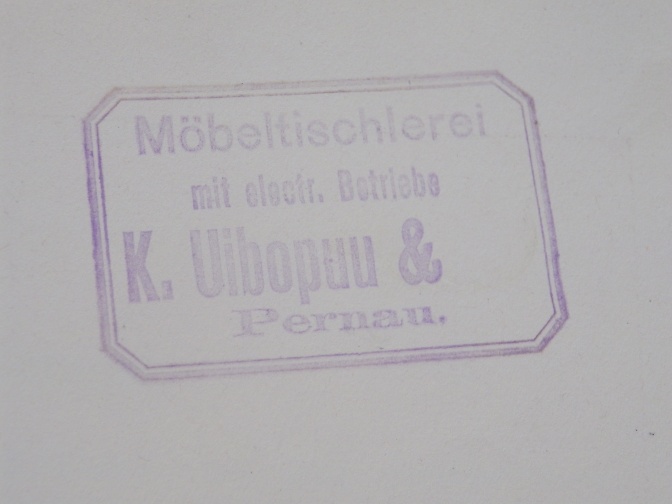 Möbeltischlerei
mit electr. Betriebe
K. Uibopuu &
Pernau.